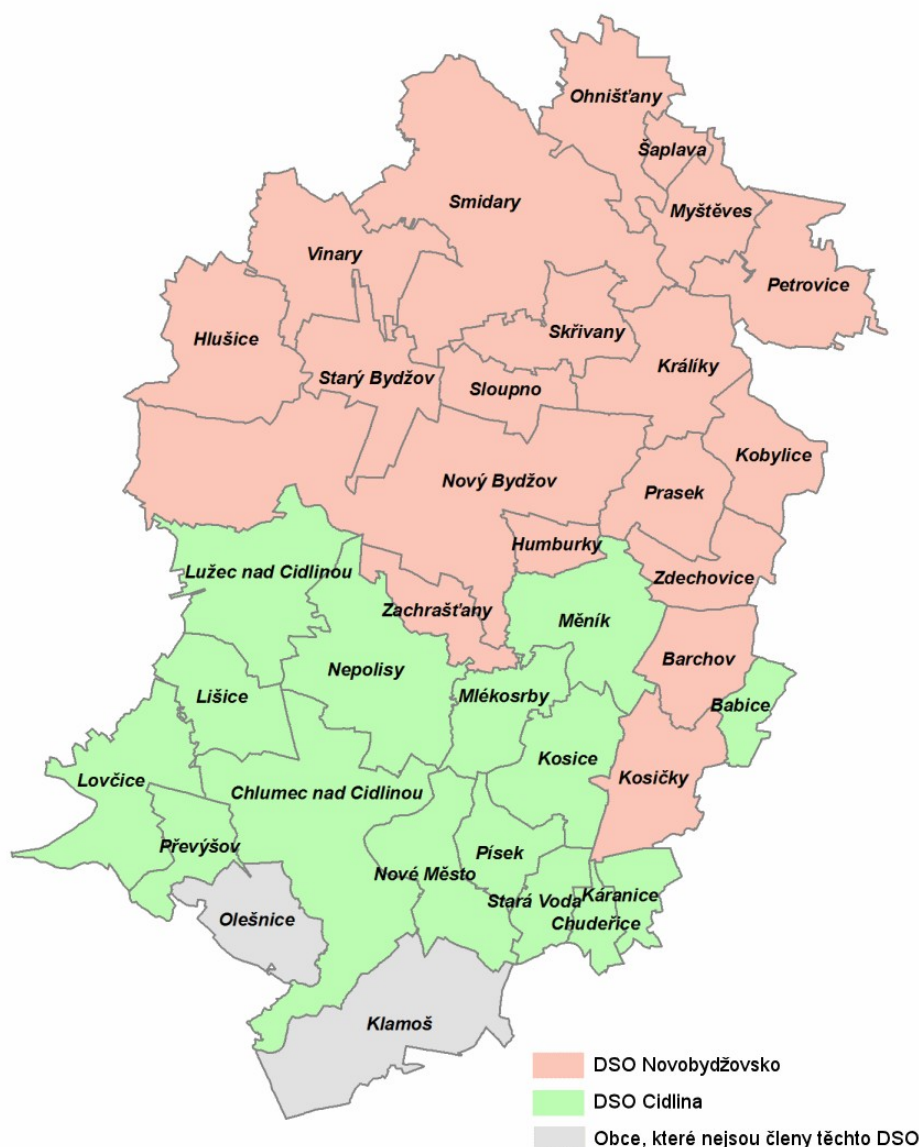 Ohnišťany
Šaplava
Smidary
Myštěves
Vinary
Petrovice
Hlušice
Skřivany
Králíky
Starý Bydžov
Sloupno
Kobylice
Nový Bydžov
Prasek
Humburky
Lužec nad Cidlinou
Zdechovice
Zachrašťany
Měník
Barchov
Nepolisy
Mlékosrby
Lišice
Babice
Kosice
Kosičky
Lovčice
Chlumec nad Cidlinou
Převýšov
Písek
Nové Město
Káranice
Stará Voda
Chudeřice
Olešnice
Klamoš
DSO Novobydžovsko
DSO Cidlina
Obce, které nejsou členy těchto DSO